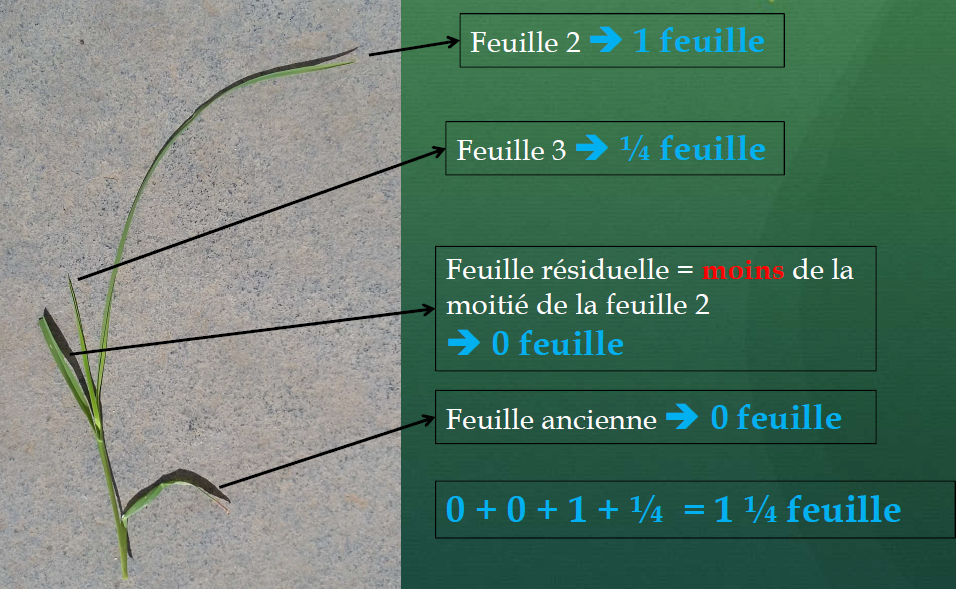 Feuille 2 ➔ 1 feuille
Feuille 3 ➔ ¼ feuille
Feuille résiduelle = moins de la
moitié de la feuille 2
➔ 0 feuille
Feuille ancienne ➔ 0 feuille
0 + 0 + 1 + ¼ = 1 ¼ feuille